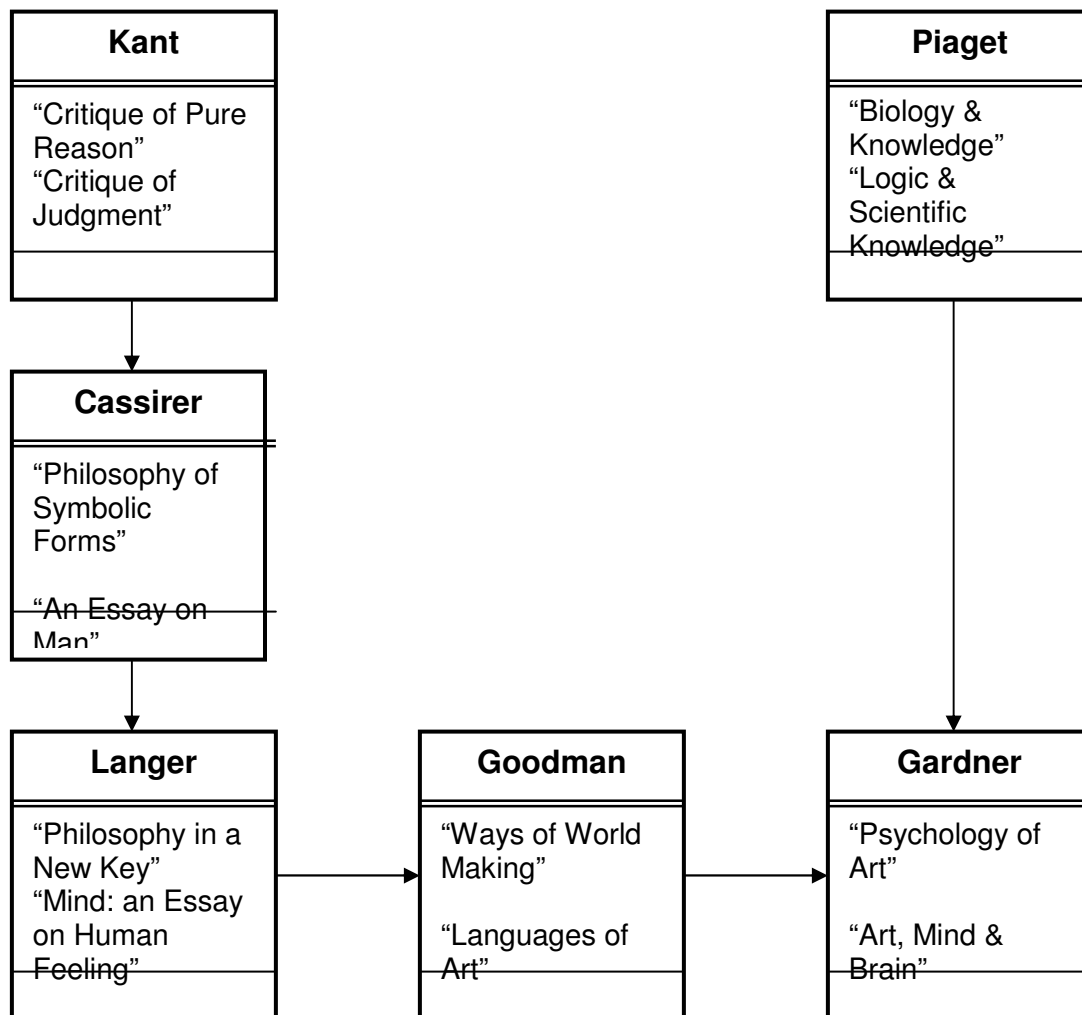 Kant
“Critique of Pure
Reason”
“Critique of
Judgment”
Piaget
“Biology &
Knowledge”
“Logic &
Scientific
Knowledge”
Cassirer
“Philosophy of
Symbolic
Forms”
“An Essay on
Man”
Langer
“Philosophy in a
New Key”
“Mind: an Essay
on Human
Feeling”
Goodman
“Ways of World
Making”
“Languages of
Art”
Gardner
“Psychology of
Art”
“Art, Mind &
Brain”